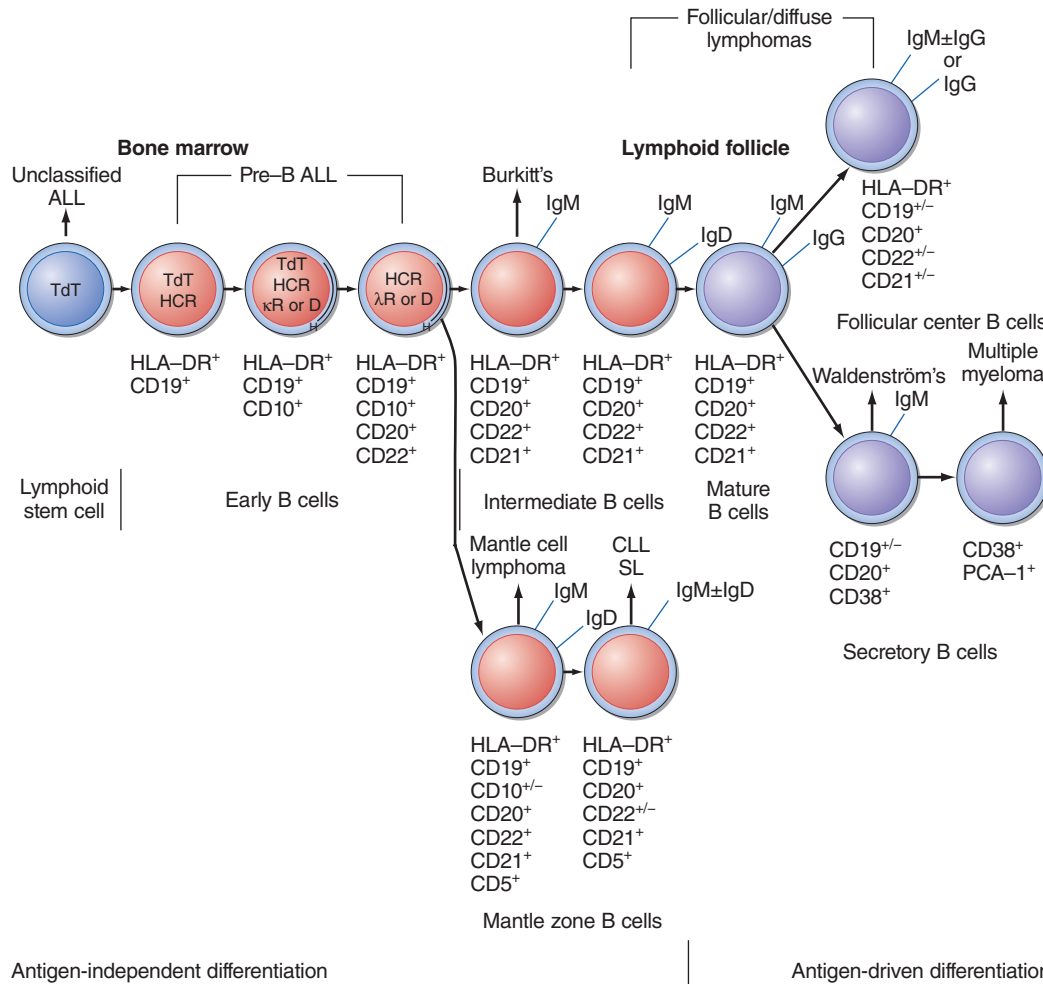 Follicular/diffuse
lymphomas
IgM±IgG
or
IgG
Bone marrow
Lymphoid follicle
Unclassified
ALL
Pre–B ALL
Burkitt's
IgM
IgM
IgD
IgM
IgG
TdT
TdT
HCR
TdT
HCR
κR or D
H
HCR
λR or D
H
HLA–DR⁺
CD19⁺
HLA–DR⁺
CD19⁺
CD10⁺
HLA–DR⁺
CD19⁺
CD10⁺
CD20⁺
CD22⁺
HLA–DR⁺
CD19⁺
CD20⁺
CD22⁺
CD21⁺
HLA–DR⁺
CD19⁺
CD20⁺
CD22⁺
CD21⁺
HLA–DR⁺
CD19⁺
CD20⁺
CD22⁺
CD21⁺
HLA–DR⁺
CD19⁺/⁻
CD20⁺
CD22⁺/⁻
CD21⁺/⁻
Follicular center B cells
Lymphoid
stem cell
Early B cells
Intermediate B cells
Mature
B cells
Waldenström's
IgM
Multiple
myeloma
CD19⁺/⁻
CD20⁺
CD38⁺
CD38⁺
PCA–1⁺
Secretory B cells
Mantle cell
lymphoma
IgM
IgD
CLL
SL
IgM±IgD
HLA–DR⁺
CD19⁺
CD10⁺/⁻
CD20⁺
CD22⁺
CD21⁺
CD5⁺
HLA–DR⁺
CD19⁺
CD20⁺
CD22⁺/⁻
CD21⁺
CD5⁺
Mantle zone B cells
Antigen-independent differentiation
Antigen-driven differentiation